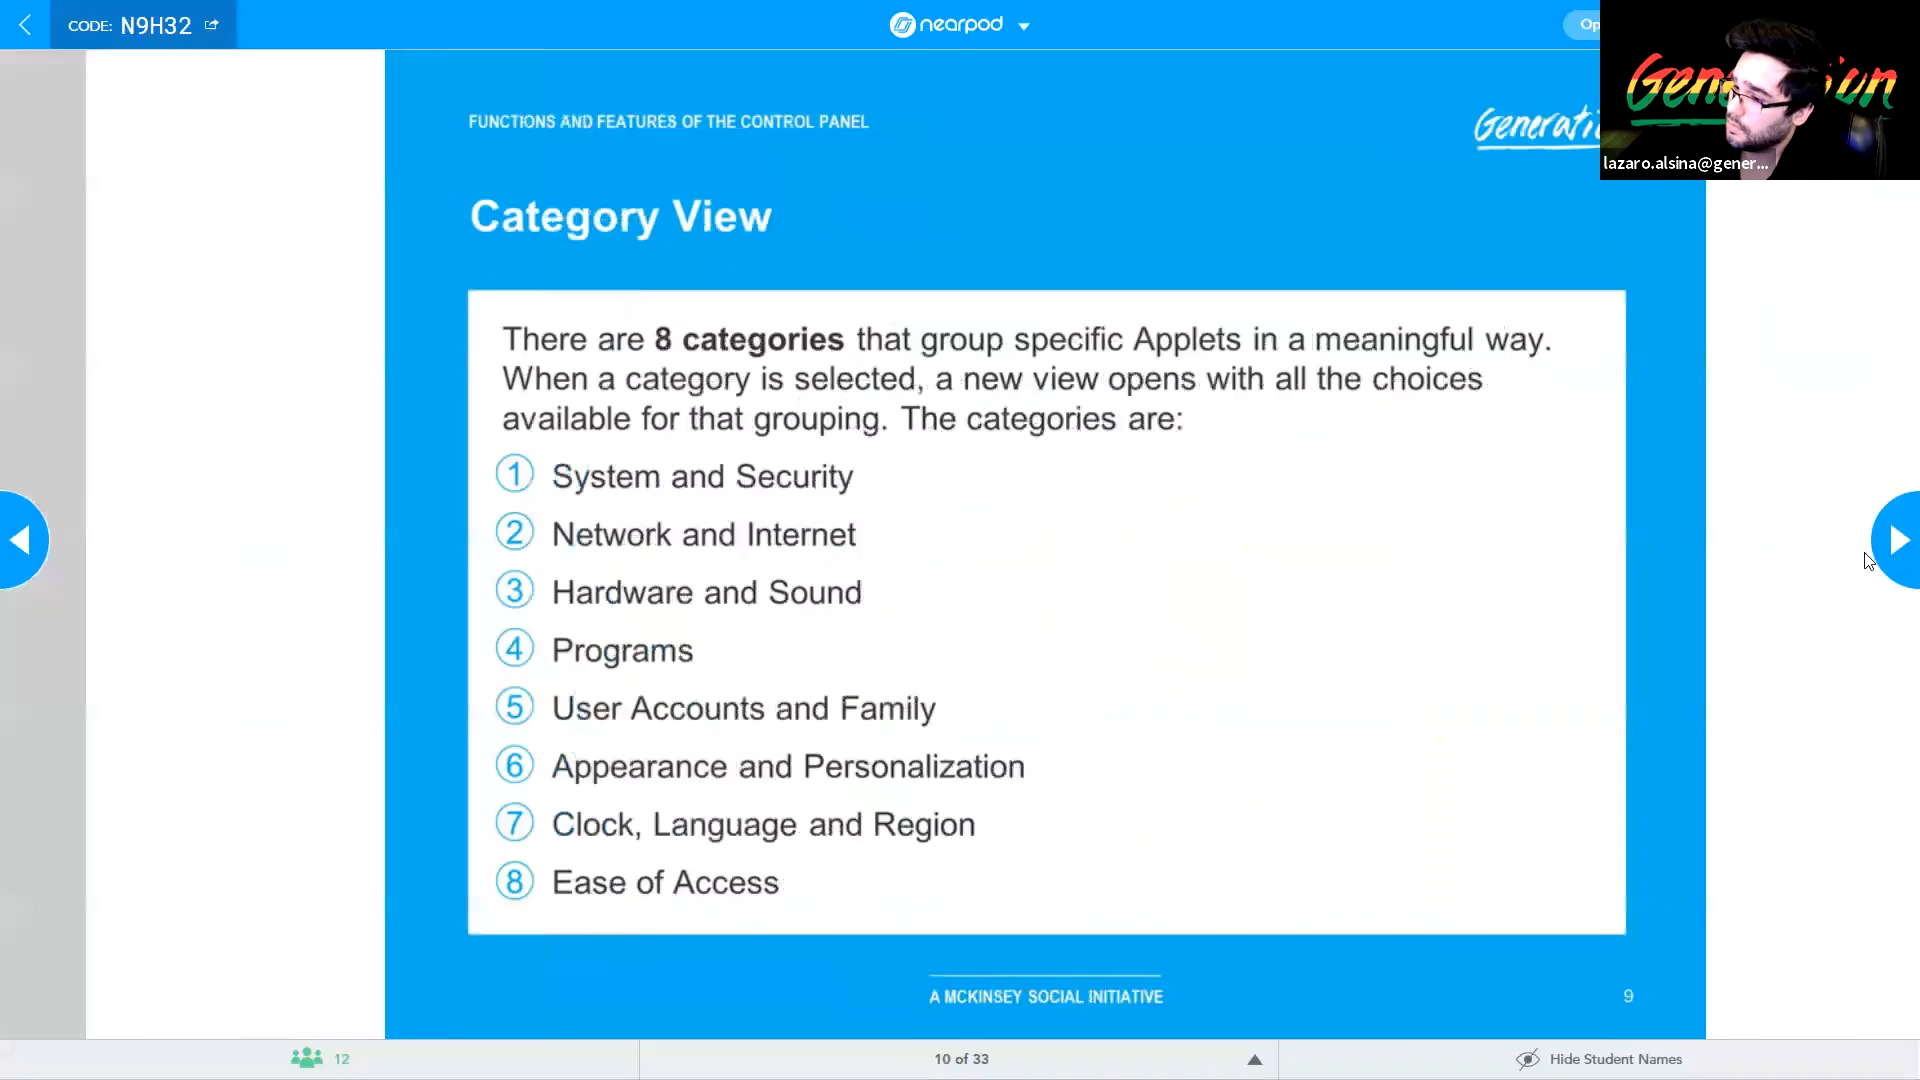 CODE: N9H32
nearpod
Op
FUNCTIONS AND FEATURES OF THE CONTROL PANEL
Generati
lazaro.alsina@gener...
Category View
There are 8 categories that group specific Applets in a meaningful way.
When a category is selected, a new view opens with all the choices
available for that grouping. The categories are:
1 System and Security
2 Network and Internet
3 Hardware and Sound
4 Programs
5 User Accounts and Family
6 Appearance and Personalization
7 Clock, Language and Region
8 Ease of Access
A MCKINSEY SOCIAL INITIATIVE
9
12
10 of 33
Hide Student Names